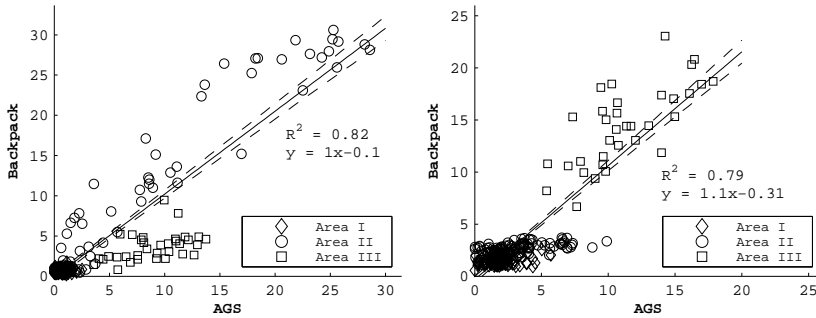 30
25
20
15
10
5
0
Backpack
R² = 0.82
y = 1x-0.1
Area I
Area II
Area III
0 5 10 15 20 25 30
AGS
25
20
15
10
5
0
Backpack
R² = 0.79
y = 1.1x-0.31
Area I
Area II
Area III
0 5 10 15 20 25
AGS